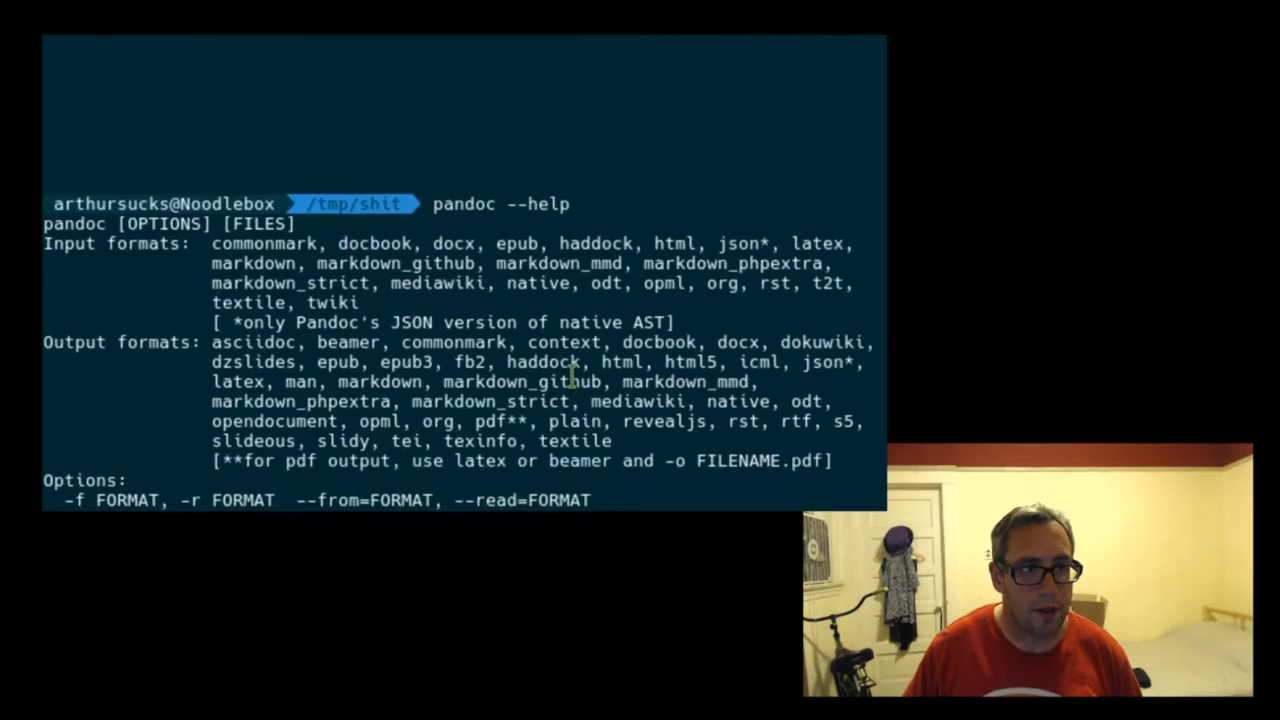 arthursucks@Noodlebox /tmp/shit pandoc --help
pandoc [OPTIONS] [FILES]
Input formats: commonmark, docbook, docx, epub, haddock, html, json*, latex,
markdown, markdown_github, markdown_mmd, markdown_phpextra,
markdown_strict, mediawiki, native, odt, opml, org, rst, t2t,
textile, twiki
[ *only Pandoc's JSON version of native AST]
Output formats: asciidoc, beamer, commonmark, context, docbook, docx, dokuwiki,
dzslides, epub, epub3, fb2, haddock, html, html5, icml, json*,
latex, man, markdown, markdown_github, markdown_mmd,
markdown_phpextra, markdown_strict, mediawiki, native, odt,
opendocument, opml, org, pdf**, plain, revealjs, rst, rtf, s5,
slideous, slidy, tei, texinfo, textile
[**for pdf output, use latex or beamer and -o FILENAME.pdf]
Options:
-f FORMAT, -r FORMAT --from=FORMAT, --read=FORMAT